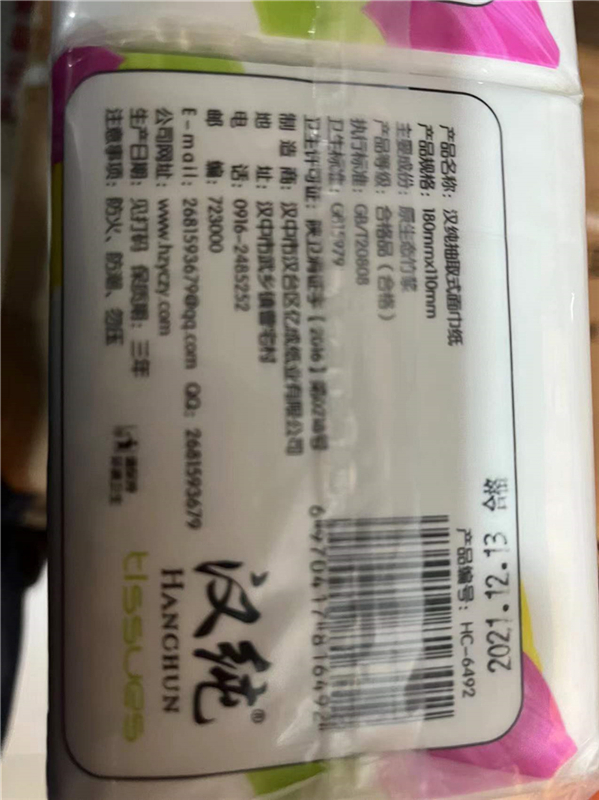 产品名称：汉纯抽取式面巾纸
产品规格：180mmx110mm
主要成份：原生态竹浆
产品等级：合格品（合格）
执行标准：GB/T20808
卫生标准：GB15979
卫生许可证：陕卫消证字【2016】第0718号
制造商：汉中市汉台区亿成纸业有限公司
地址：汉中市武乡镇曹宅村
电话：0916-2485252
邮编：723000
E-mail：2681593679@qq.com QQ：2681593679
公司网址：www.hzyczy.com
生产日期：见打码 保质期：三年
注意事项：防火、防潮、勿压
2021.12.13 合格
产品编号：HC-6492
6970417816492
汉纯®
HANCHUN
tissues